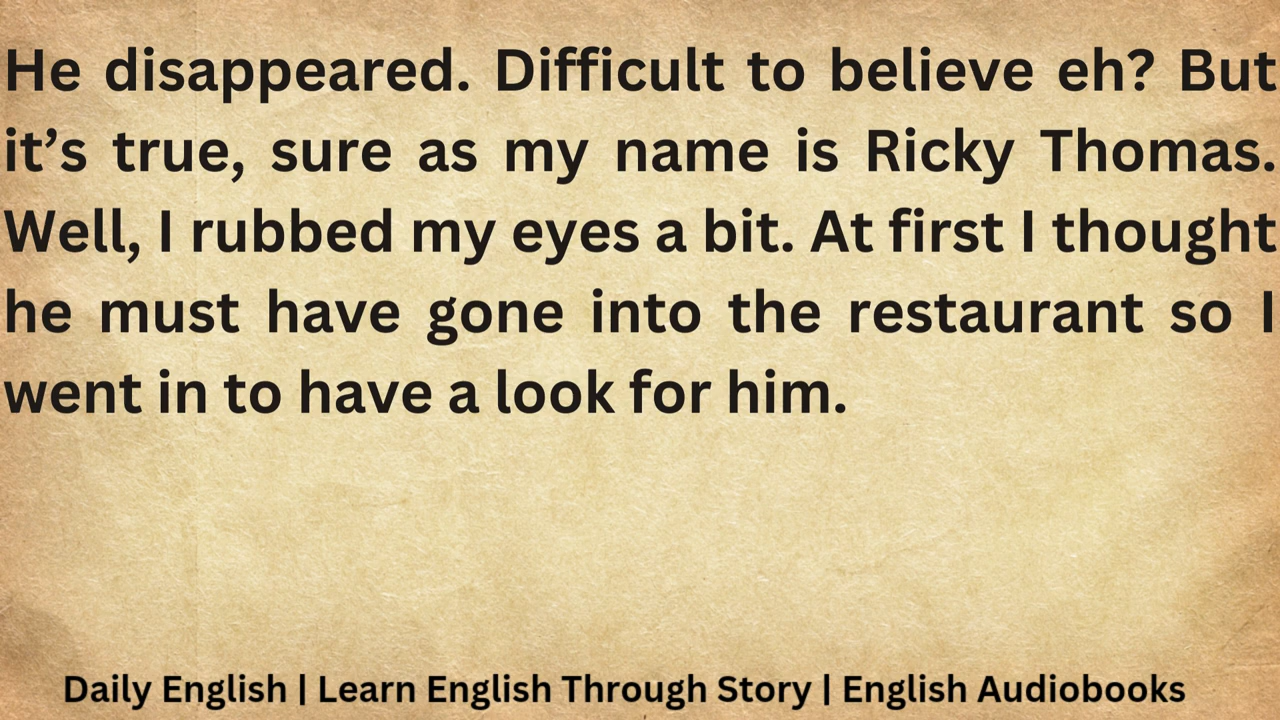 He disappeared. Difficult to believe eh? But
it’s true, sure as my name is Ricky Thomas.
Well, I rubbed my eyes a bit. At first I thought
he must have gone into the restaurant so I
went in to have a look for him.
Daily English | Learn English Through Story | English Audiobooks